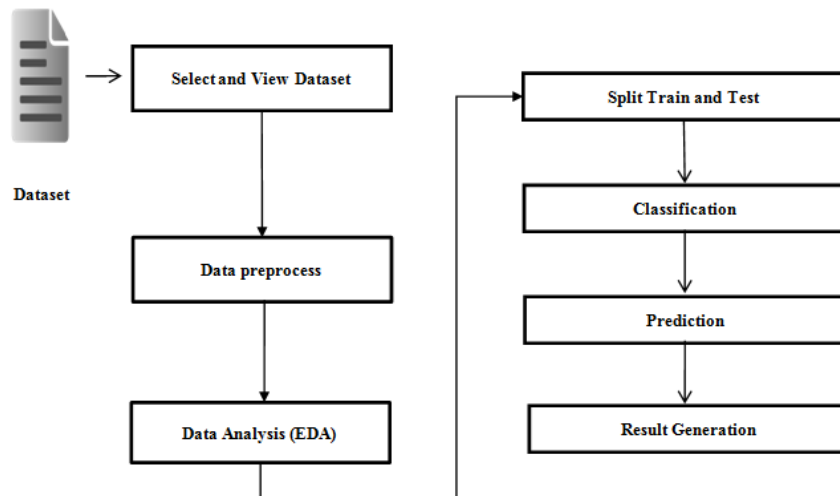 Dataset
Select and View Dataset
Data preprocess
Data Analysis (EDA)
Split Train and Test
Classification
Prediction
Result Generation